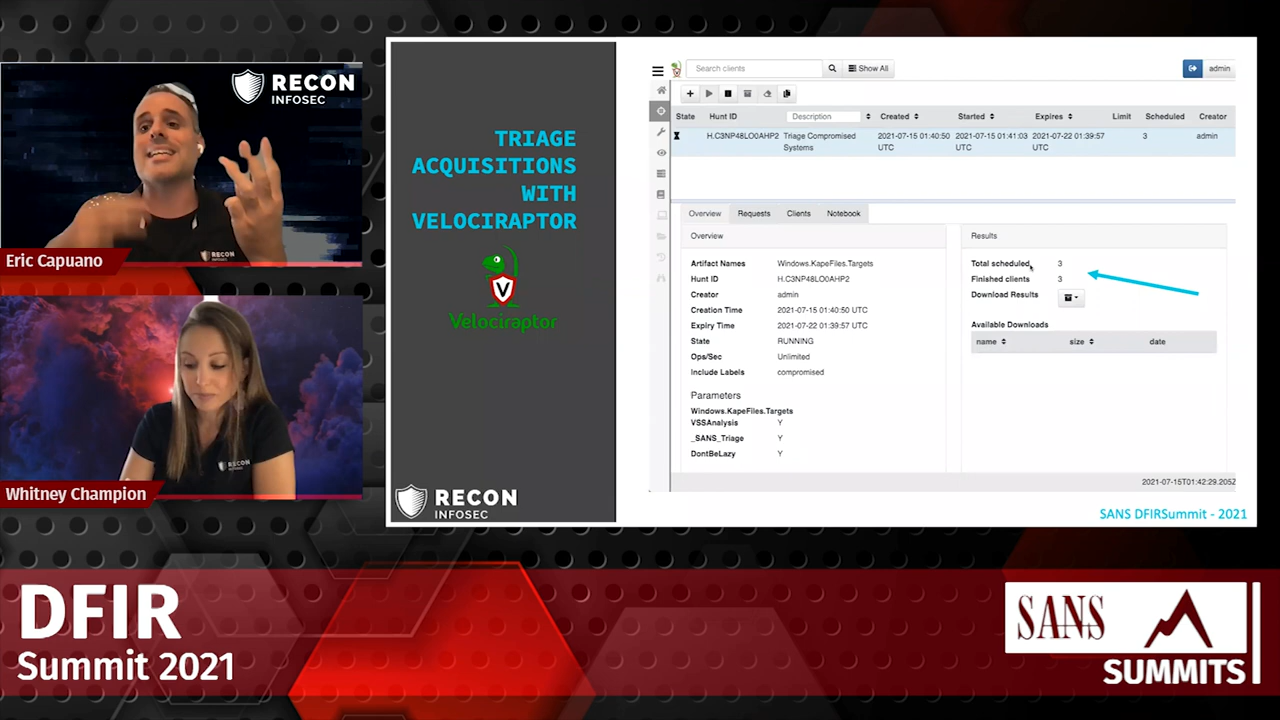 RECON
INFOSEC
RECON
Eric Capuano
RECON
Whitney Champion
TRIAGE
ACQUISITIONS
WITH
VELOCIRAPTOR
V
Velociraptor
RECON
INFOSEC
Search clients
Show All
admin
State Hunt ID Description Created Started Expires Limit Scheduled Creator
H.C3NP48LO0AHP2 Triage Compromised 2021-07-15 01:40:50 2021-07-15 01:41:03 2021-07-22 01:39:57 3 admin
Systems UTC UTC UTC
Overview Requests Clients Notebook
Overview
Artifact Names Windows.KapeFiles.Targets
Hunt ID H.C3NP48LO0AHP2
Creator admin
Creation Time 2021-07-15 01:40:50 UTC
Expiry Time 2021-07-22 01:39:57 UTC
State RUNNING
Ops/Sec Unlimited
Include Labels compromised
Parameters
Windows.KapeFiles.Targets
VSSAnalysis Y
_SANS_Triage Y
DontBeLazy Y
Results
Total scheduled 3
Finished clients 3
Download Results
Available Downloads
name size date
2021-07-15T01:42:29.205Z
SANS DFIRSummit - 2021
DFIR
Summit 2021
SANS
SUMMITS